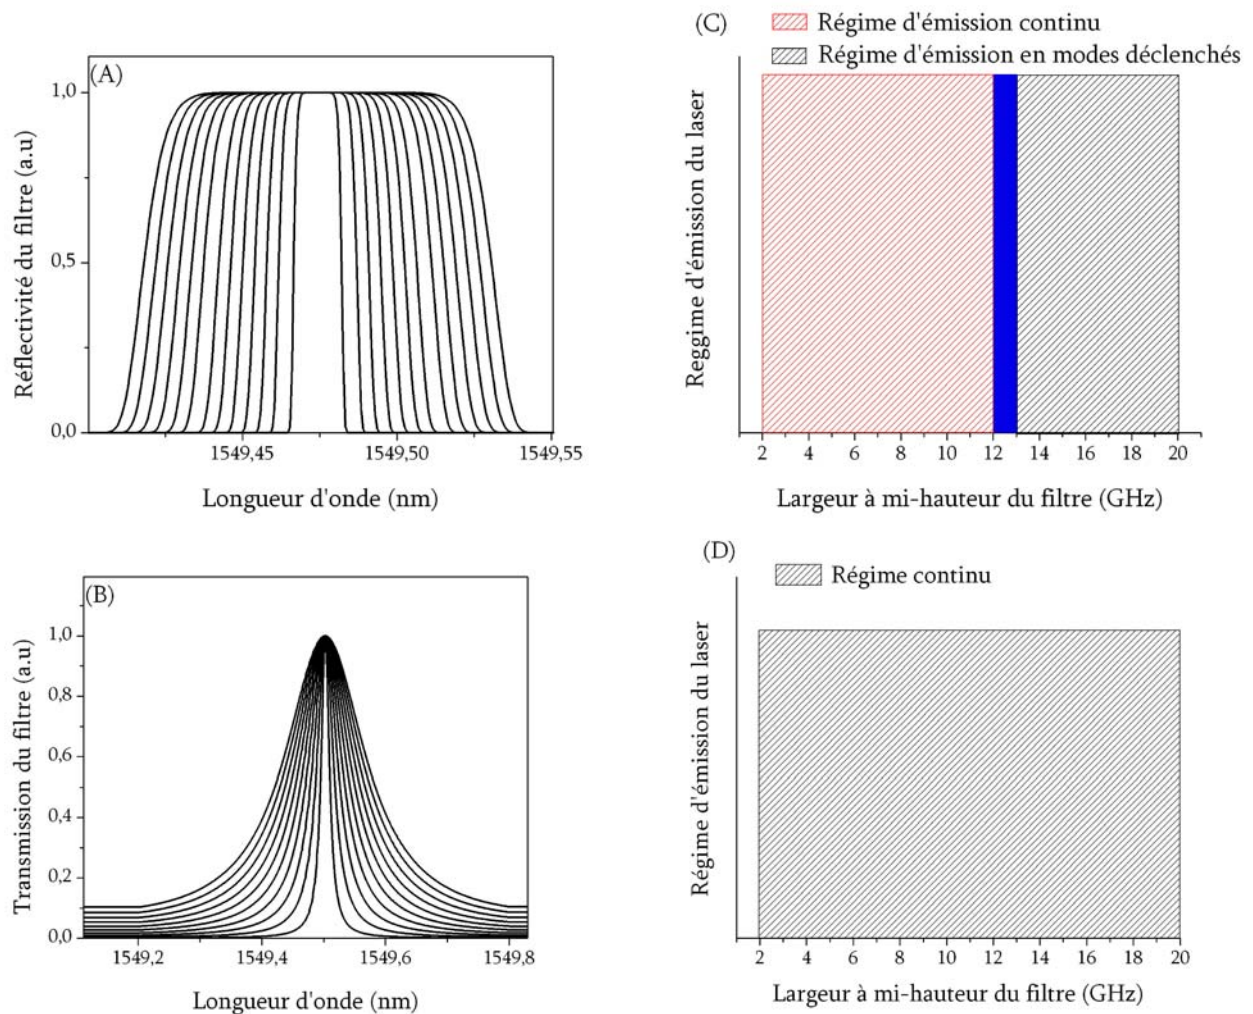 (A)
Réflectivité du filtre (a.u)
1,0
0,5
0,0
1549,45
1549,50
1549,55
Longueur d'onde (nm)
(C)
Régime d'émission continu
Régime d'émission en modes déclenchés
Reggime d'émission du laser
2
4
6
8
10
12
14
16
18
20
Largeur à mi-hauteur du filtre (GHz)
(B)
Transmission du filtre (a.u)
1,0
0,8
0,6
0,4
0,2
0,0
1549,2
1549,4
1549,6
1549,8
Longueur d'onde (nm)
(D)
Régime continu
Régime d'émission du laser
2
4
6
8
10
12
14
16
18
20
Largeur à mi-hauteur du filtre (GHz)